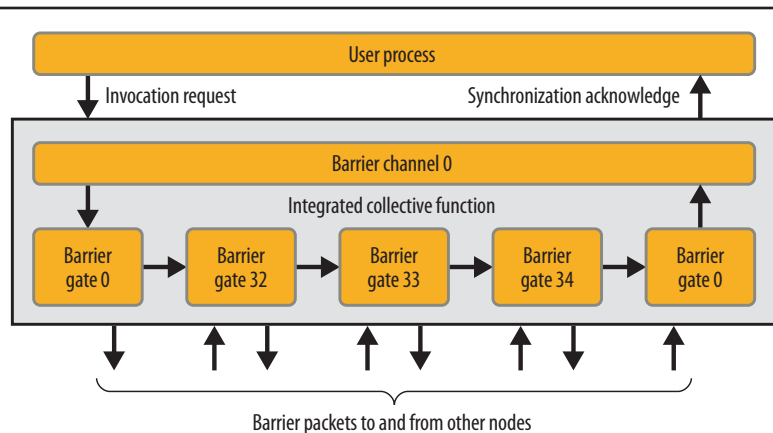 User process
Invocation request
Synchronization acknowledge
Barrier channel 0
Integrated collective function
Barrier
gate 0
Barrier
gate 32
Barrier
gate 33
Barrier
gate 34
Barrier
gate 0
Barrier packets to and from other nodes